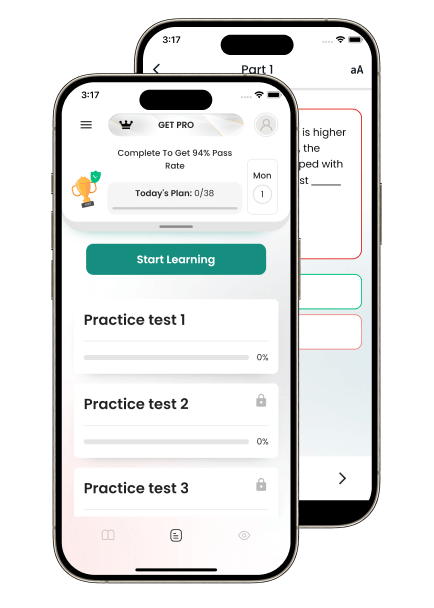 3:17
Part 1
aA
is higher
, the
ped with
st _____
3:17
GET PRO
Complete To Get 94% Pass
Rate
Today's Plan: 0/38
Mon
1
Start Learning
Practice test 1
0%
Practice test 2
0%
Practice test 3